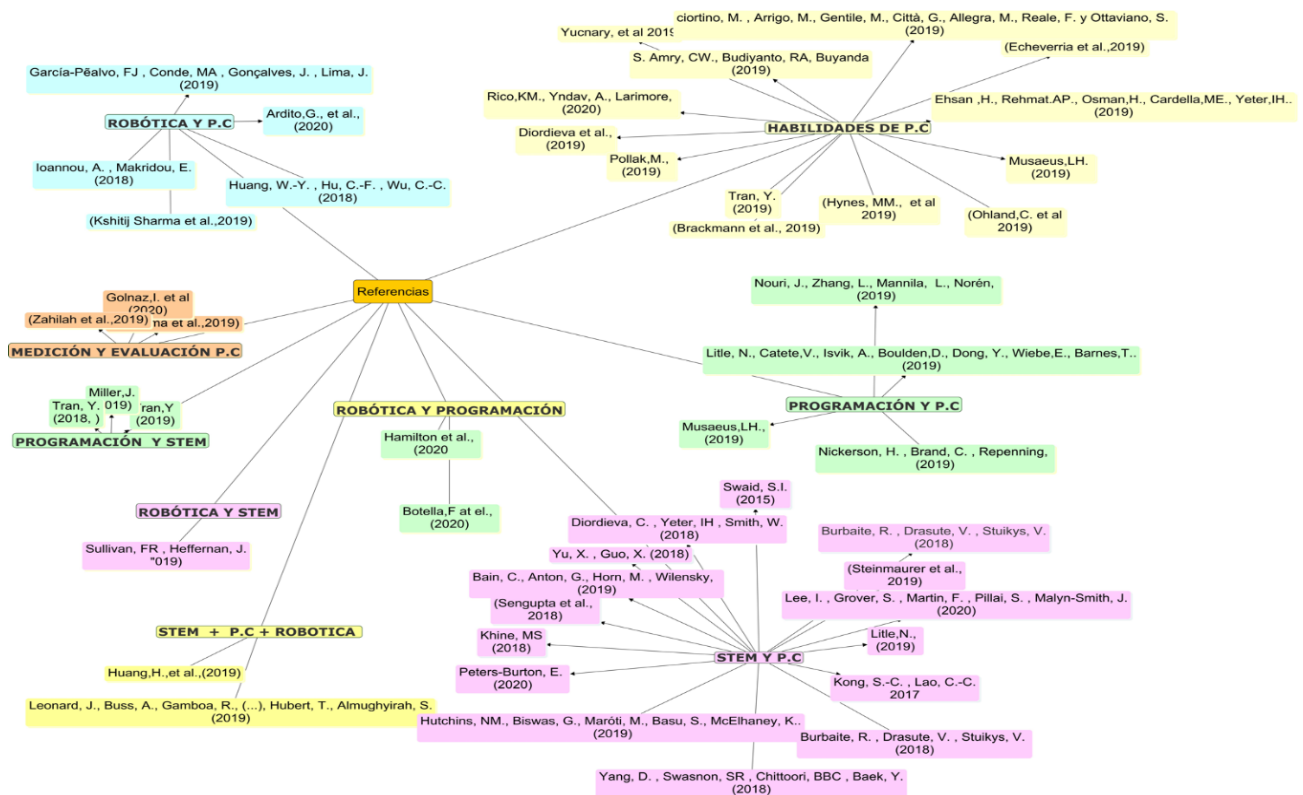 ciortino, M. , Arrigo, M., Gentile, M., Città, G., Allegra, M., Reale, F. y Ottaviano, S.
(2019)
Yucnary, et al 2019
(Echeverria et al.,2019)
S. Amry, CW., Budiyanto, RA, Buyanda
(2019)
García-Pẽalvo, FJ , Conde, MA , Gonçalves, J. , Lima, J.
(2019)
Rico,KM., Yndav, A., Larimore,
(2020)
Ehsan ,H., Rehmat.AP., Osman,H., Cardella,ME., Yeter,IH..
(2019)
ROBÓTICA Y P.C
Ardito,G., et al.,
(2020)
HABILIDADES DE P.C
Diordieva et al.,
(2019)
Pollak,M.,
(2019)
Musaeus,LH.
(2019)
Ioannou, A. , Makridou, E.
(2018)
Huang, W.-Y. , Hu, C.-F. , Wu, C.-C.
(2018)
Tran, Y.
(2019)
(Hynes, MM., et al
2019)
(Ohland,C. et al
2019)
(Kshitij Sharma et al.,2019)
(Brackmann et al., 2019)
Referencias
Nouri, J., Zhang, L., Mannila, L., Norén,
(2019)
Golnaz,I. et al
(2020)
(Zahilah et al.,2019)
ma et al.,2019)
MEDICIÓN Y EVALUACIÓN P.C
Litle, N., Catete,V., Isvik, A., Boulden,D., Dong, Y., Wiebe,E., Barnes,T..
(2019)
Miller,J.
019)
Tran, Y.
(2018, )
ran,Y
(2019)
PROGRAMACIÓN Y STEM
ROBÓTICA Y PROGRAMACIÓN
Hamilton et al.,
(2020
PROGRAMACIÓN Y P.C
Musaeus,LH.,
(2019)
Nickerson, H. , Brand, C. , Repenning,
(2019)
Botella,F at el.,
(2020)
ROBÓTICA Y STEM
Sullivan, FR , Heffernan, J.
"019)
Swaid, S.I.
(2015)
Diordieva, C. , Yeter, IH , Smith, W.
(2018)
Burbaite, R. , Drasute, V. , Stuikys, V.
(2018)
Yu, X. , Guo, X. (2018)
(Steinmaurer et al.,
2019)
Bain, C., Anton, G., Horn, M. , Wilensky,
(2019)
Lee, I. , Grover, S. , Martin, F. , Pillai, S. , Malyn-Smith, J.
(2020)
(Sengupta et al.,
2018)
STEM + P.C + ROBOTICA
Khine, MS
(2018)
Litle,N.,
(2019)
STEM Y P.C
Huang,H.,et al.,(2019)
Peters-Burton, E.
(2020)
Kong, S.-C. , Lao, C.-C.
2017
Leonard, J., Buss, A., Gamboa, R., (...), Hubert, T., Almughyirah, S.
(2019)
Hutchins, NM., Biswas, G., Maróti, M., Basu, S., McElhaney, K..
(2019)
Burbaite, R. , Drasute, V. , Stuikys, V.
(2018)
Yang, D. , Swasnon, SR , Chittoori, BBC , Baek, Y.
(2018)